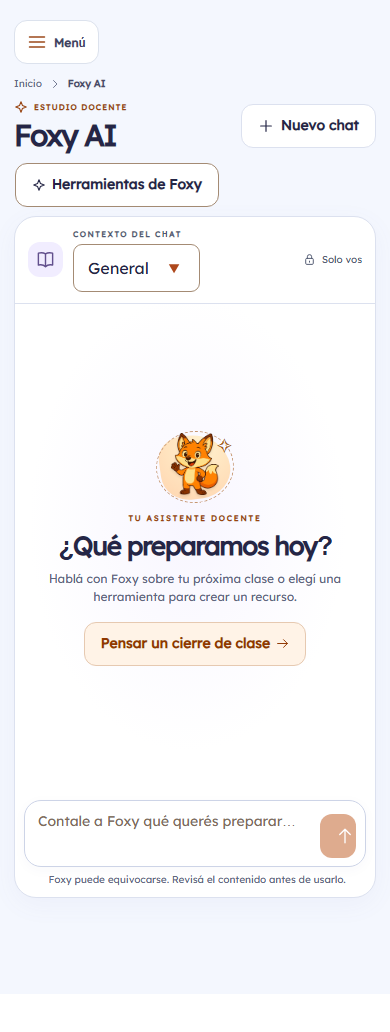 Menú
Inicio > Foxy AI
ESTUDIO DOCENTE
Foxy AI
Nuevo chat
Herramientas de Foxy
CONTEXTO DEL CHAT
General
Solo vos
TU ASISTENTE DOCENTE
¿Qué preparamos hoy?
Hablá con Foxy sobre tu próxima clase o elegí una
herramienta para crear un recurso.
Pensar un cierre de clase →
Contale a Foxy qué querés preparar...
Foxy puede equivocarse. Revisá el contenido antes de usarlo.